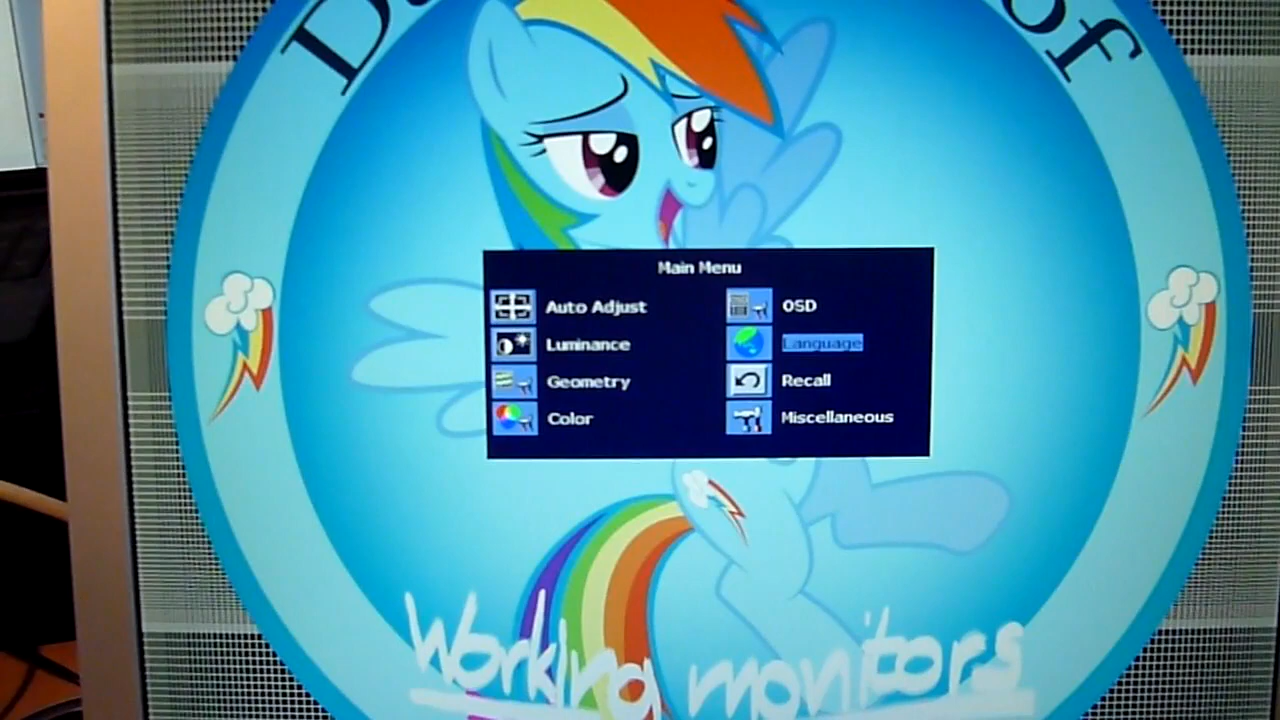 of
Main Menu
Auto Adjust
Luminance
Geometry
Color
OSD
Language
Recall
Miscellaneous
Working monitors